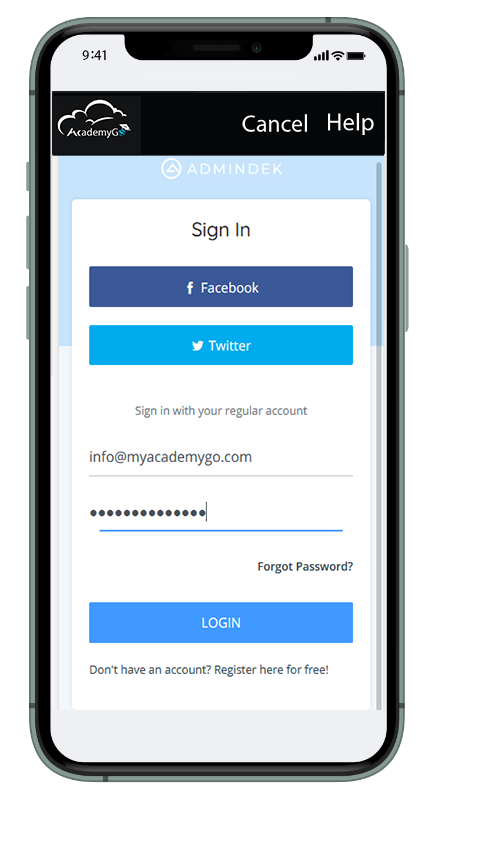 9:41
AcademyGo
Cancel Help
ADMINDEK
Sign In
Facebook
Twitter
Sign in with your regular account
info@myacademygo.com
••••••••••••••
Forgot Password?
LOGIN
Don't have an account? Register here for free!